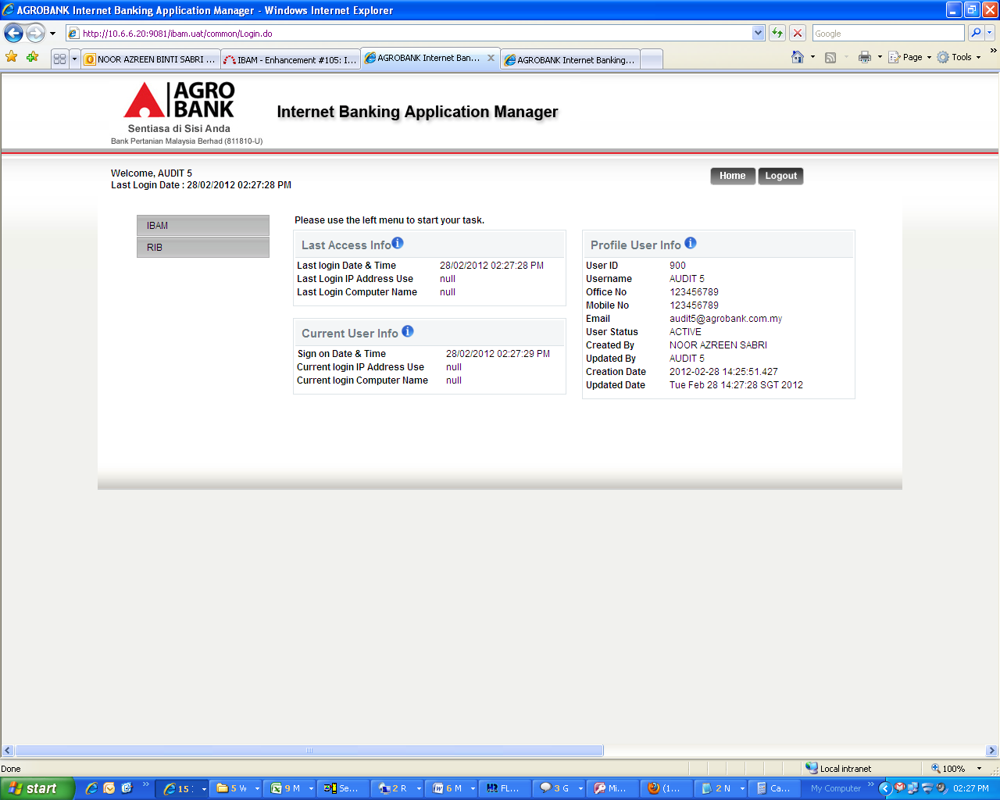 AGROBANK Internet Banking Application Manager - Windows Internet Explorer
http://10.6.6.20:9081/ibam.uat/common/Login.do
Google
NOOR AZREEN BINTI SABRI ...
IBAM - Enhancement #105: I...
AGROBANK Internet Ban...
AGROBANK Internet Banking...
Page
Tools
AGRO
BANK
Sentiasa di Sisi Anda
Bank Pertanian Malaysia Berhad (811810-U)
Internet Banking Application Manager
Welcome, AUDIT 5
Last Login Date : 28/02/2012 02:27:28 PM
Home
Logout
IBAM
RIB
Please use the left menu to start your task.
Last Access Info
Last login Date & Time 28/02/2012 02:27:28 PM
Last Login IP Address Use null
Last Login Computer Name null
Current User Info
Sign on Date & Time 28/02/2012 02:27:29 PM
Current login IP Address Use null
Current login Computer Name null
Profile User Info
User ID 900
Username AUDIT 5
Office No 123456789
Mobile No 123456789
Email audit5@agrobank.com.my
User Status ACTIVE
Created By NOOR AZREEN SABRI
Updated By AUDIT 5
Creation Date 2012-02-28 14:25:51.427
Updated Date Tue Feb 28 14:27:28 SGT 2012
Done
Local intranet
100%
start
15
5 W
9 M
Se...
2 R
6 M
FL...
3 G
Mi...
(1...
2 N
Ca...
My Computer
02:27 PM